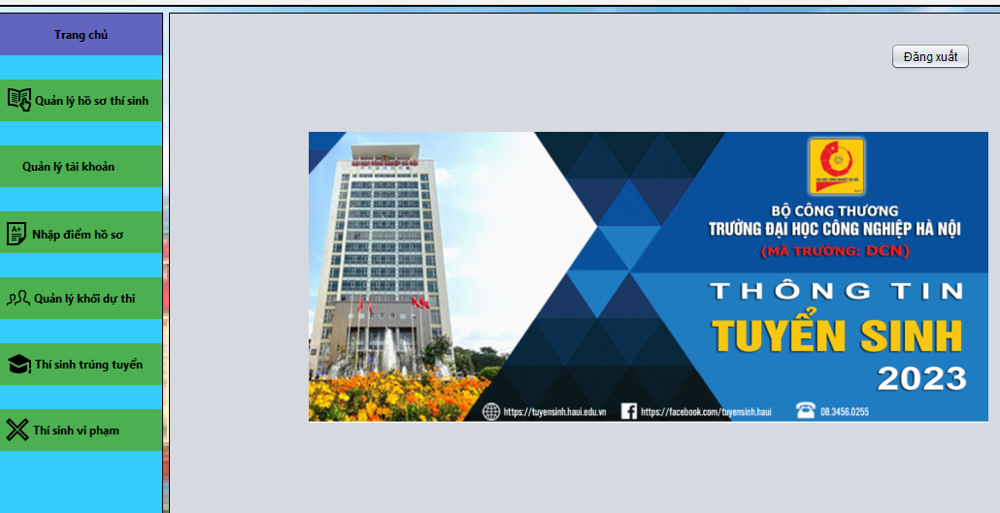 Trang chủ
Quản lý hồ sơ thí sinh
Quản lý tài khoản
Nhập điểm hồ sơ
Quản lý khối dự thi
Thí sinh trúng tuyển
Thí sinh vi phạm
Đăng xuất
BỘ CÔNG THƯƠNG
TRƯỜNG ĐẠI HỌC CÔNG NGHIỆP HÀ NỘI
(MÃ TRƯỜNG: DCN)
THÔNG TIN
TUYỂN SINH
2023
https://tuyensinh.haui.edu.vn
https://facebook.com/tuyensinh.haui
08.3456.0255